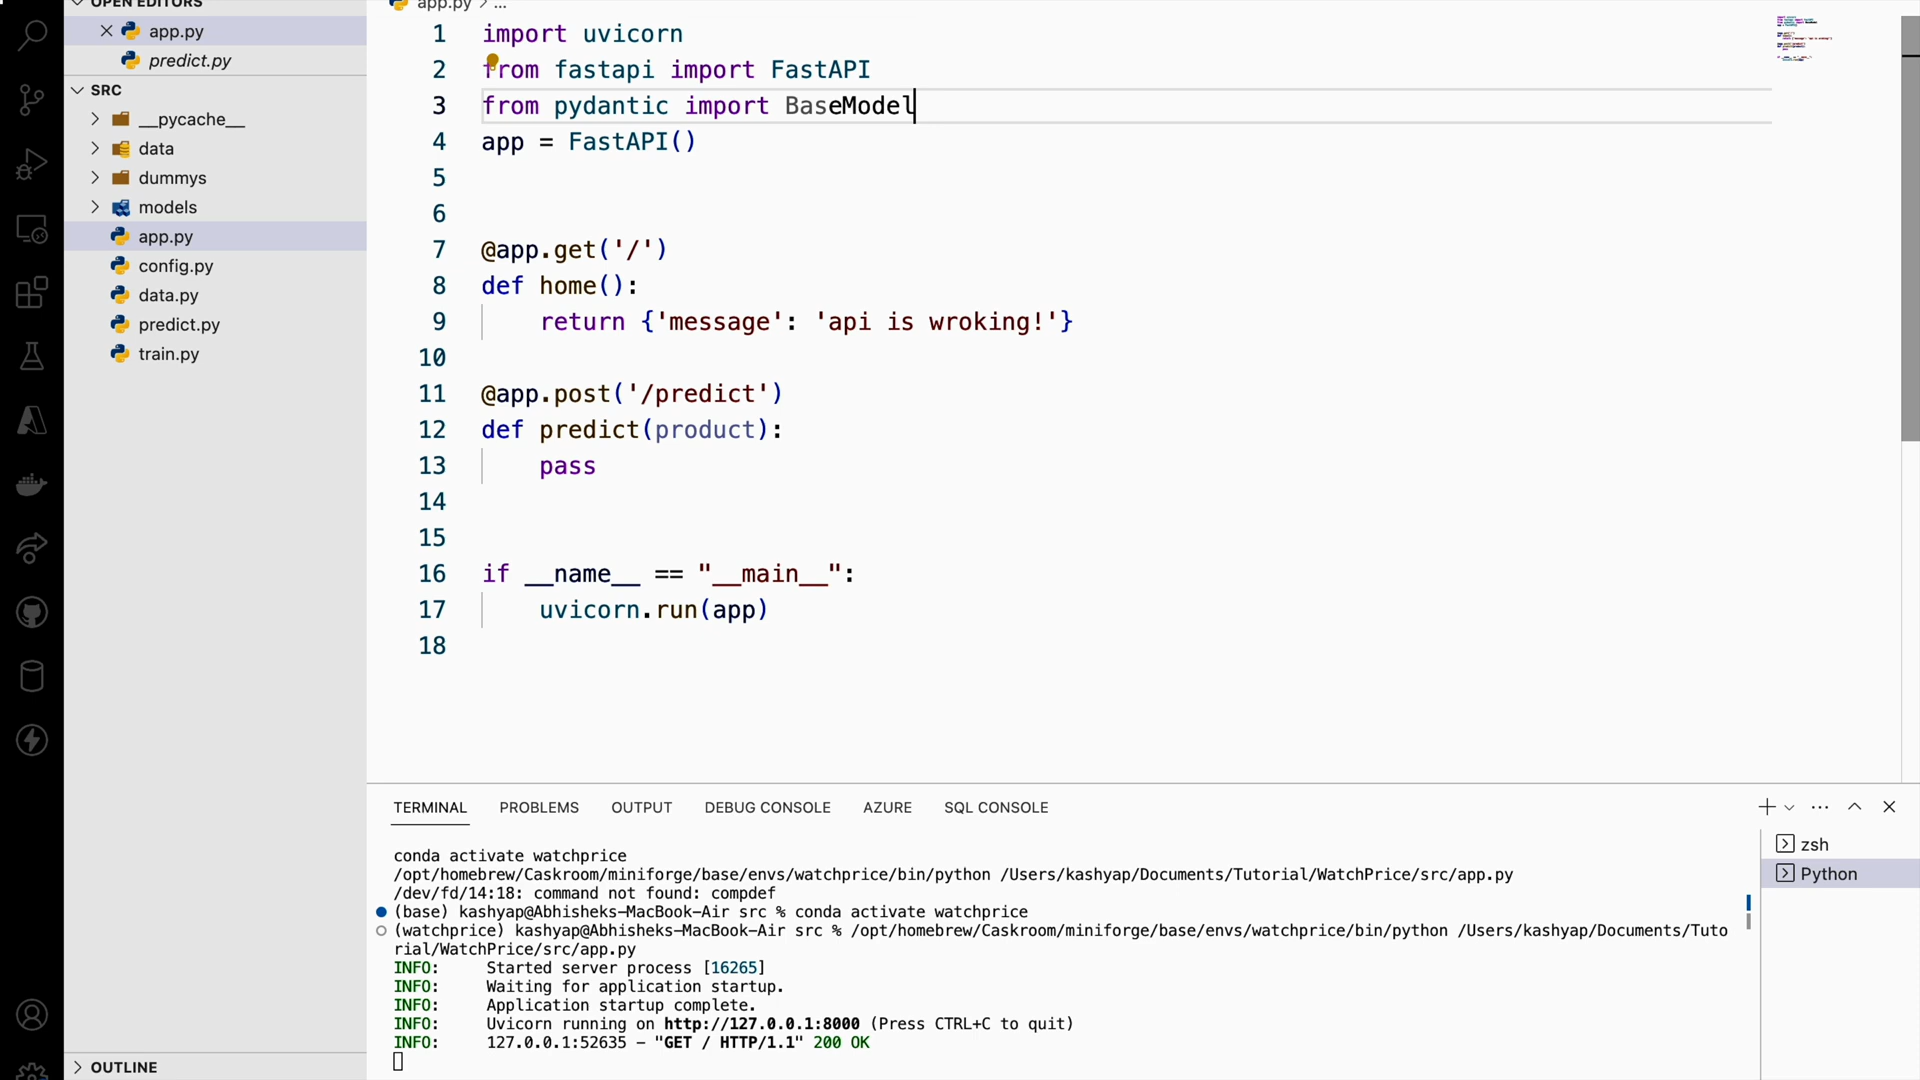 OPEN EDITORS
app.py
predict.py
SRC
__pycache__
data
dummys
models
app.py
config.py
data.py
predict.py
train.py
OUTLINE
app.py > ...
1 import uvicorn
2 from fastapi import FastAPI
3 from pydantic import BaseModel
4 app = FastAPI()
5
6
7 @app.get('/')
8 def home():
9 return {'message': 'api is wroking!'}
10
11 @app.post('/predict')
12 def predict(product):
13 pass
14
15
16 if __name__ == "__main__":
17 uvicorn.run(app)
18
TERMINAL PROBLEMS OUTPUT DEBUG CONSOLE AZURE SQL CONSOLE
conda activate watchprice
/opt/homebrew/Caskroom/miniforge/base/envs/watchprice/bin/python /Users/kashyap/Documents/Tutorial/WatchPrice/src/app.py
/dev/fd/14:18: command not found: compdef
(base) kashyap@Abhisheks-MacBook-Air src % conda activate watchprice
(watchprice) kashyap@Abhisheks-MacBook-Air src % /opt/homebrew/Caskroom/miniforge/base/envs/watchprice/bin/python /Users/kashyap/Documents/Tuto
rial/WatchPrice/src/app.py
INFO: Started server process [16265]
INFO: Waiting for application startup.
INFO: Application startup complete.
INFO: Uvicorn running on http://127.0.0.1:8000 (Press CTRL+C to quit)
INFO: 127.0.0.1:52635 - "GET / HTTP/1.1" 200 OK
zsh
Python